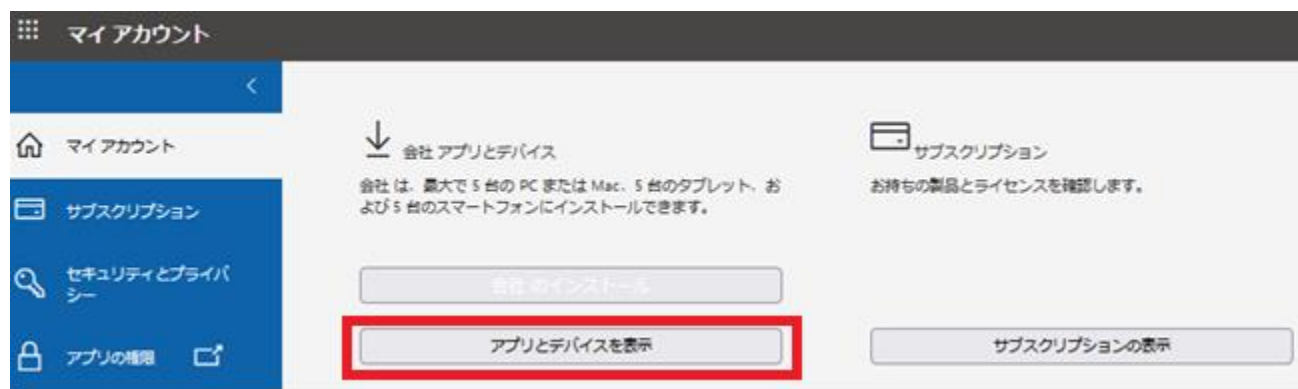 マイ アカウント
マイ アカウント
サブスクリプション
セキュリティとプライバ
シー
アプリの権限
会社 アプリとデバイス
会社 は、最大で 5 台の PC または Mac、5 台のタブレット、お
よび 5 台のスマートフォンにインストールできます。
会社 のインストール
アプリとデバイスを表示
サブスクリプション
お持ちの製品とライセンスを確認します。
サブスクリプションの表示